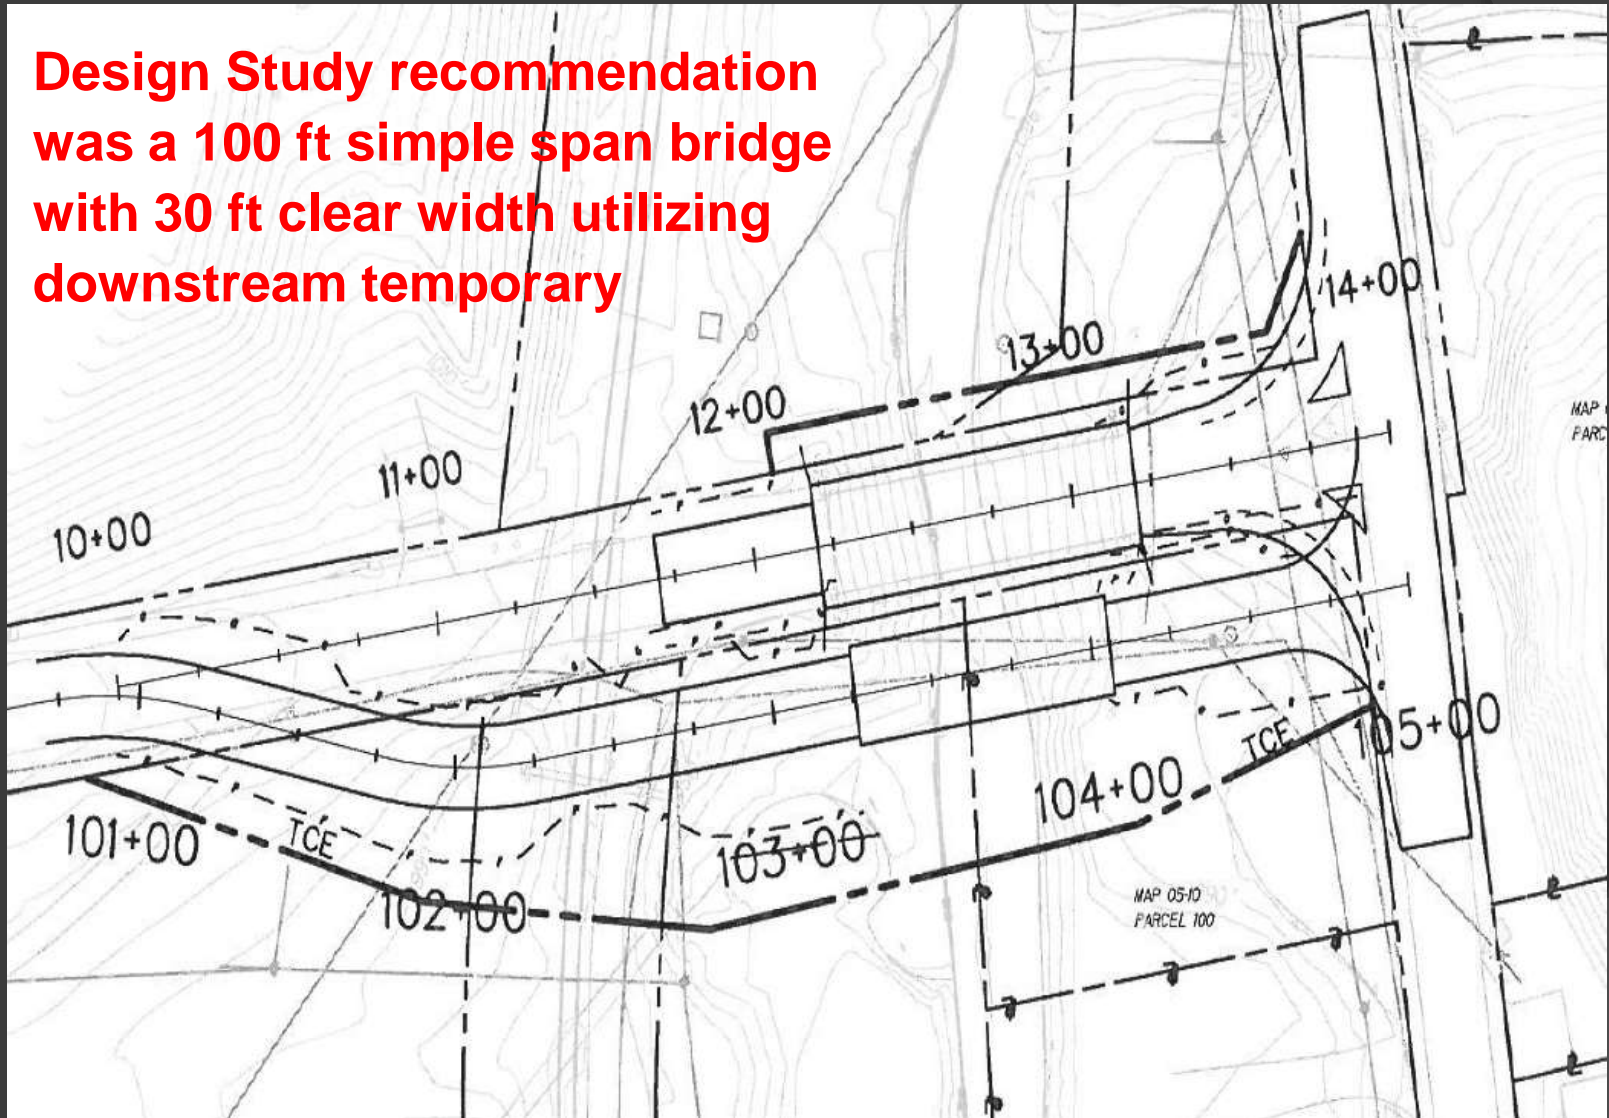 Design Study recommendation
was a 100 ft simple span bridge
with 30 ft clear width utilizing
downstream temporary
14+00
13+00
12+00
11+00
10+00
MAP
PARC
105+00
TCE
104+00
101+00
TCE
103+00
102+00
MAP 05-10
PARCEL 100